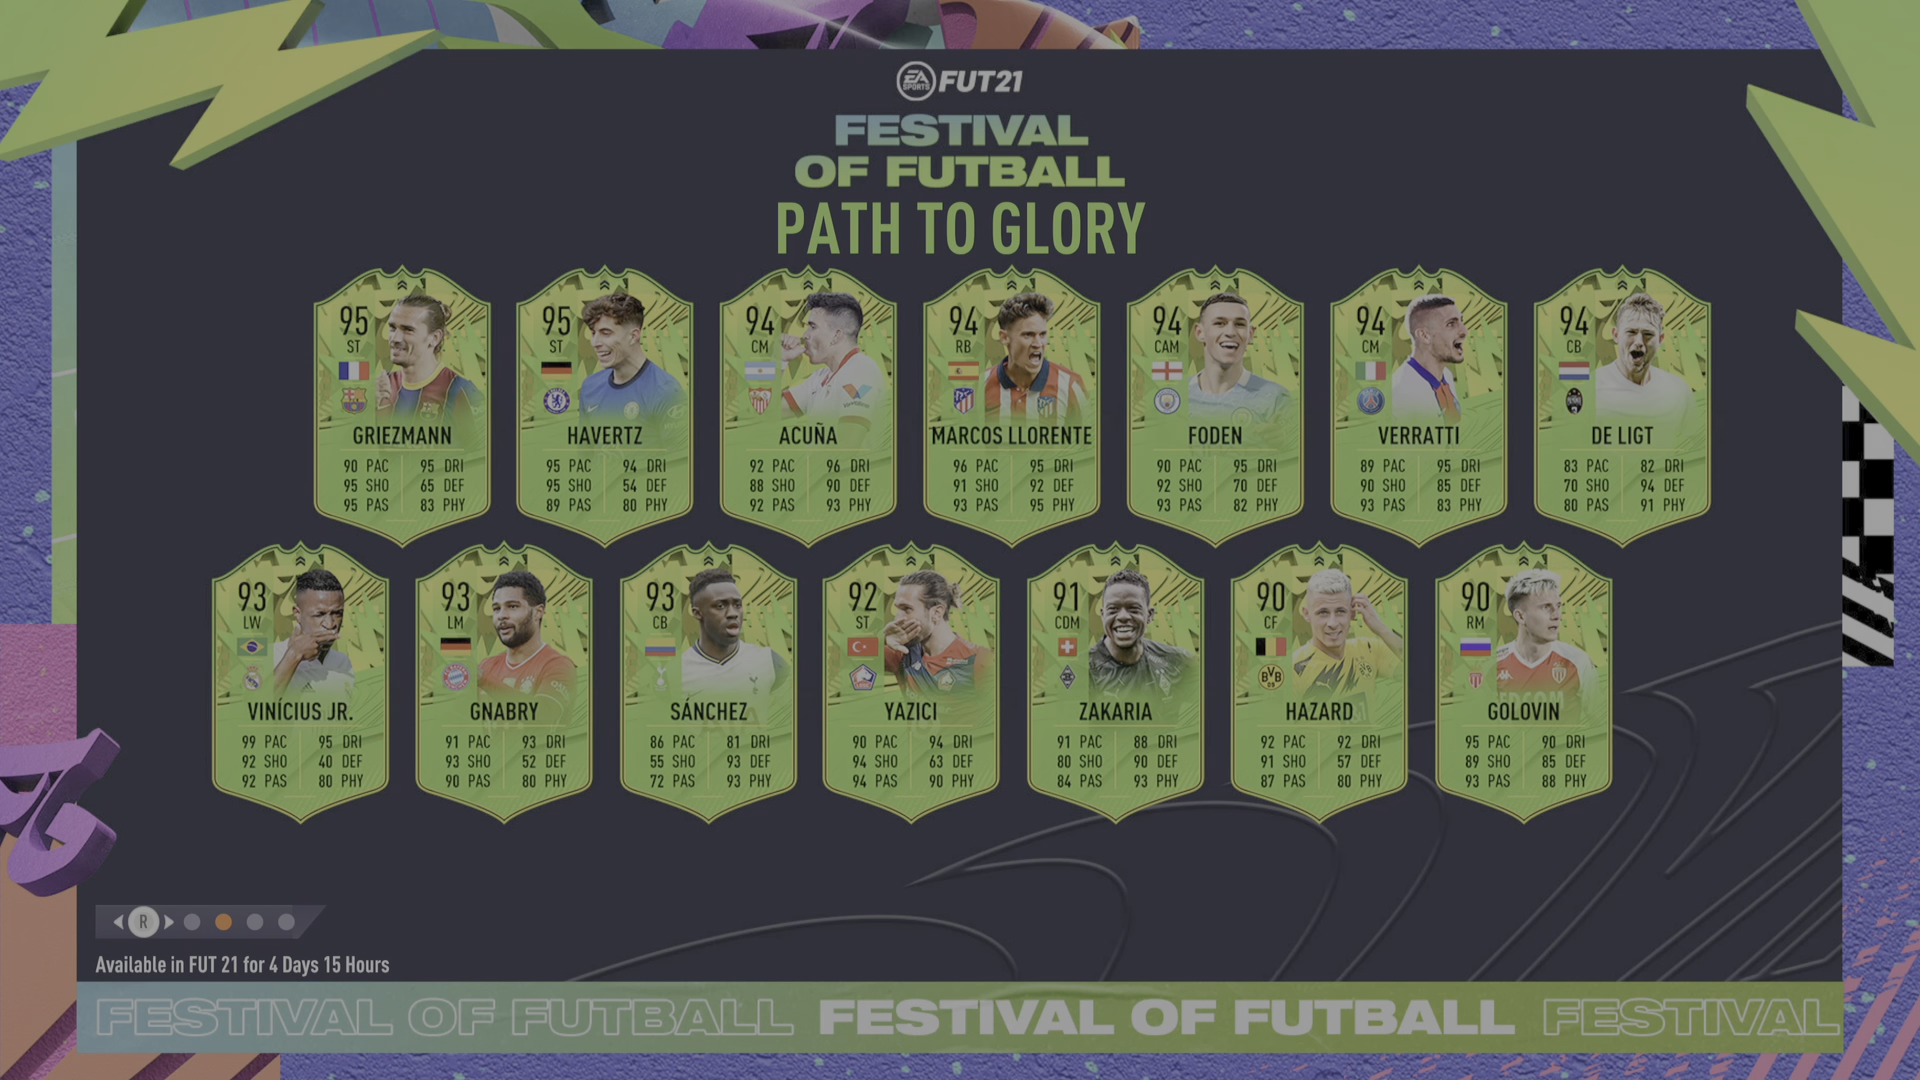 EA SPORTS FUT21
FESTIVAL
OF FUTBALL
PATH TO GLORY
95 ST GRIEZMANN
90 PAC 95 DRI
95 SHO 65 DEF
95 PAS 83 PHY
95 ST HAVERTZ
95 PAC 94 DRI
95 SHO 54 DEF
89 PAS 80 PHY
94 CM ACUÑA
92 PAC 96 DRI
88 SHO 90 DEF
92 PAS 93 PHY
94 RB MARCOS LLORENTE
96 PAC 95 DRI
91 SHO 92 DEF
93 PAS 95 PHY
94 CAM FODEN
90 PAC 95 DRI
92 SHO 70 DEF
93 PAS 82 PHY
94 CM VERRATTI
89 PAC 95 DRI
90 SHO 85 DEF
93 PAS 83 PHY
94 CB DE LIGT
83 PAC 82 DRI
70 SHO 94 DEF
80 PAS 91 PHY
93 LW VINÍCIUS JR.
99 PAC 95 DRI
92 SHO 40 DEF
92 PAS 80 PHY
93 LM GNABRY
91 PAC 93 DRI
93 SHO 52 DEF
90 PAS 80 PHY
93 CB SÁNCHEZ
86 PAC 81 DRI
55 SHO 93 DEF
72 PAS 93 PHY
92 ST YAZICI
90 PAC 94 DRI
94 SHO 63 DEF
94 PAS 90 PHY
91 CDM ZAKARIA
91 PAC 88 DRI
80 SHO 90 DEF
84 PAS 93 PHY
90 CF BVB 09 HAZARD
92 PAC 92 DRI
91 SHO 57 DEF
87 PAS 80 PHY
90 RM GOLOVIN
95 PAC 90 DRI
89 SHO 85 DEF
93 PAS 88 PHY
R
Available in FUT 21 for 4 Days 15 Hours
FESTIVAL OF FUTBALL FESTIVAL OF FUTBALL FESTIVAL